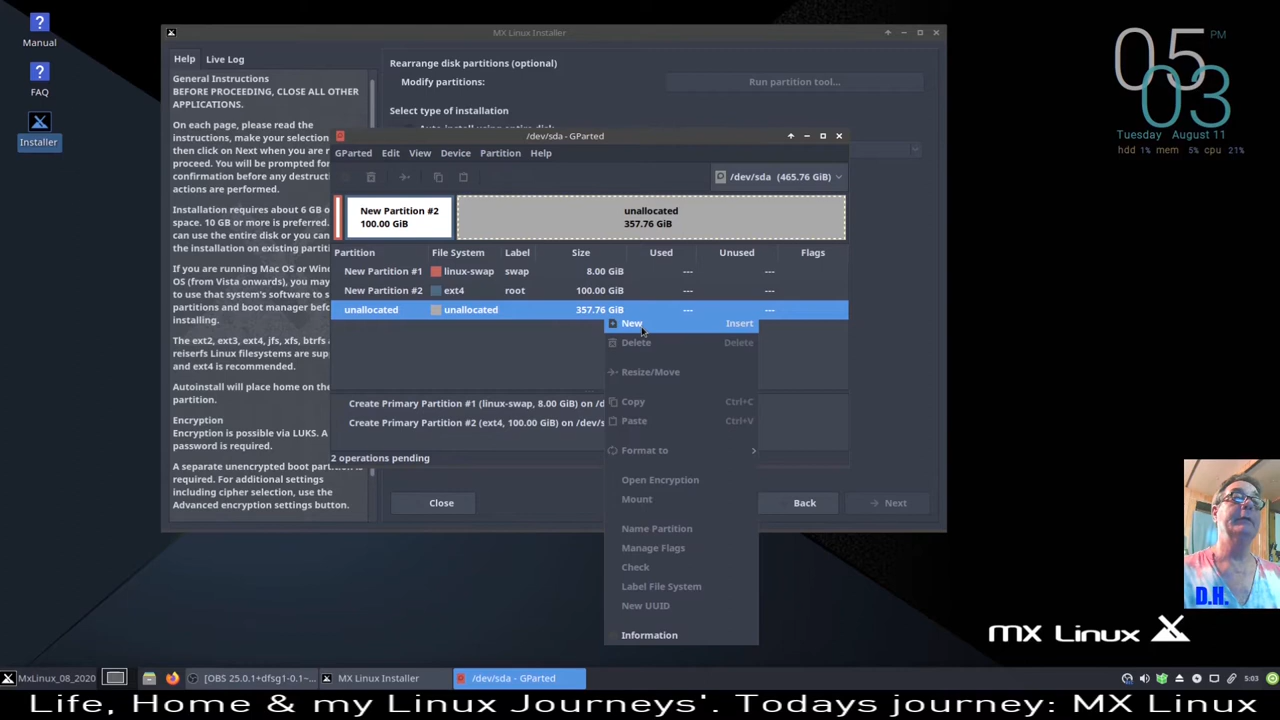 Manual
FAQ
Installer
MX Linux Installer
Help
Live Log
General Instructions
BEFORE PROCEEDING, CLOSE ALL OTHER
APPLICATIONS.
On each page, please read the
instructions, make your selection
then click on Next when you are r
proceed. You will be prompted for
confirmation before any destructi
actions are performed.
Installation requires about 6 GB o
space. 10 GB or more is preferred.
can use the entire disk or you can
the installation on existing partiti
If you are running Mac OS or Wind
OS (from Vista onwards), you may
to use that system's software to s
partitions and boot manager before
installing.
The ext2, ext3, ext4, jfs, xfs, btrfs a
reiserfs Linux filesystems are sup
and ext4 is recommended.
Autoinstall will place home on the
partition.
Encryption
Encryption is possible via LUKS. A
password is required.
A separate unencrypted boot partit
required. For additional settings
including cipher selection, use the
Advanced encryption settings button.
Rearrange disk partitions (optional)
Modify partitions:
Run partition tool...
Select type of installation
Auto-install using entire disk
/dev/sda - GParted
GParted Edit View Device Partition Help
/dev/sda (465.76 GiB)
New Partition #2
100.00 GiB
unallocated
357.76 GiB
Partition File System Label Size Used Unused Flags
New Partition #1 linux-swap swap 8.00 GiB --- ---
New Partition #2 ext4 root 100.00 GiB --- ---
unallocated unallocated 357.76 GiB --- ---
New Insert
Delete Delete
Resize/Move
Copy Ctrl+C
Paste Ctrl+V
Format to
Open Encryption
Mount
Name Partition
Manage Flags
Check
Label File System
New UUID
Information
Create Primary Partition #1 (linux-swap, 8.00 GiB) on /d
Create Primary Partition #2 (ext4, 100.00 GiB) on /dev/s
2 operations pending
Close
Back
Next
05 PM
03
Tuesday August 11
hdd 1% mem 5% cpu 21%
D.H.
MX Linux
MxLinux_08_2020
[OBS 25.0.1+dfsg1-0.1~...
MX Linux Installer
/dev/sda - GParted
5:03
Life, Home & my Linux Journeys'. Todays journey: MX Linux